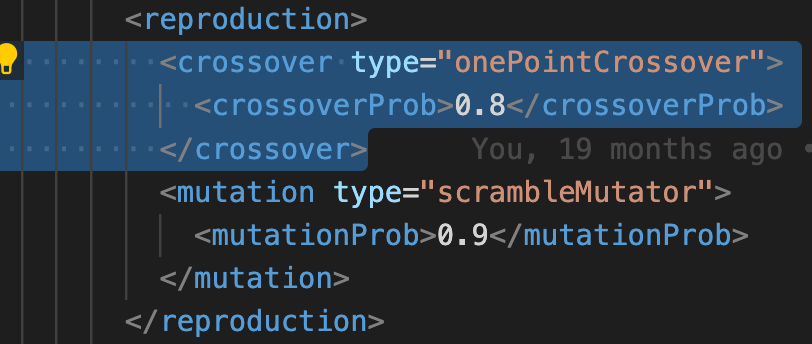 <reproduction>
<crossover type="onePointCrossover">
<crossoverProb>0.8</crossoverProb>
</crossover> You, 19 months ago •
<mutation type="scrambleMutator">
<mutationProb>0.9</mutationProb>
</mutation>
</reproduction>